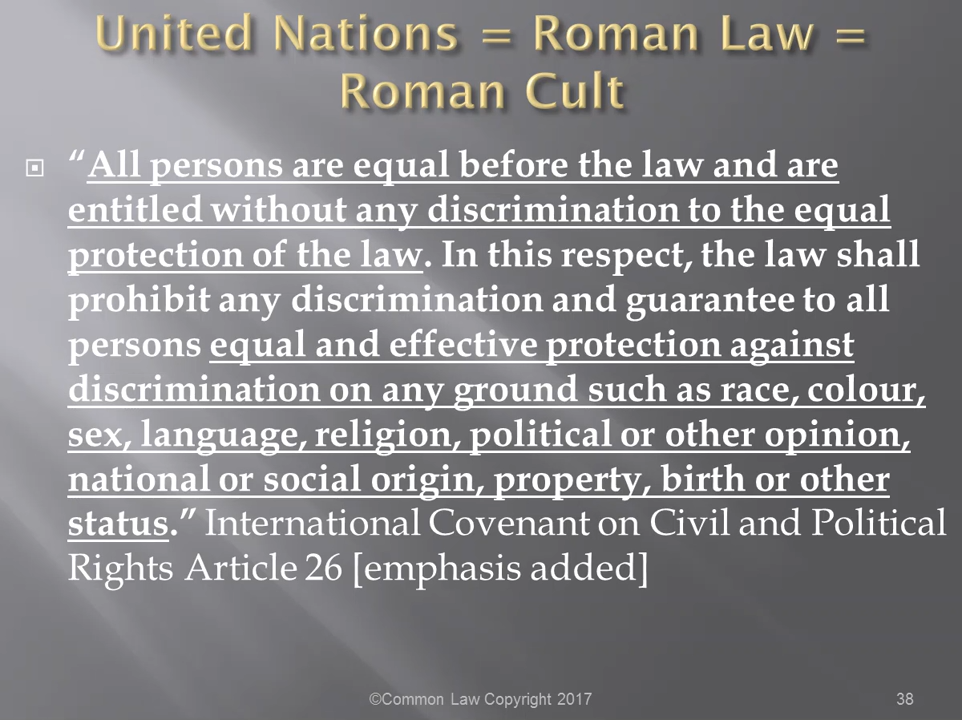 United Nations = Roman Law =
Roman Cult
“All persons are equal before the law and are
entitled without any discrimination to the equal
protection of the law. In this respect, the law shall
prohibit any discrimination and guarantee to all
persons equal and effective protection against
discrimination on any ground such as race, colour,
sex, language, religion, political or other opinion,
national or social origin, property, birth or other
status.” International Covenant on Civil and Political
Rights Article 26 [emphasis added]
©Common Law Copyright 2017
38